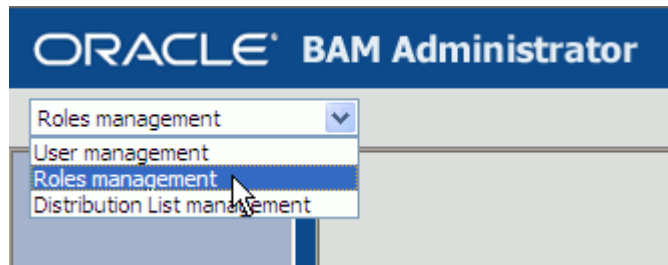 ORACLE BAM Administrator
Roles management
User management
Roles management
Distribution List management